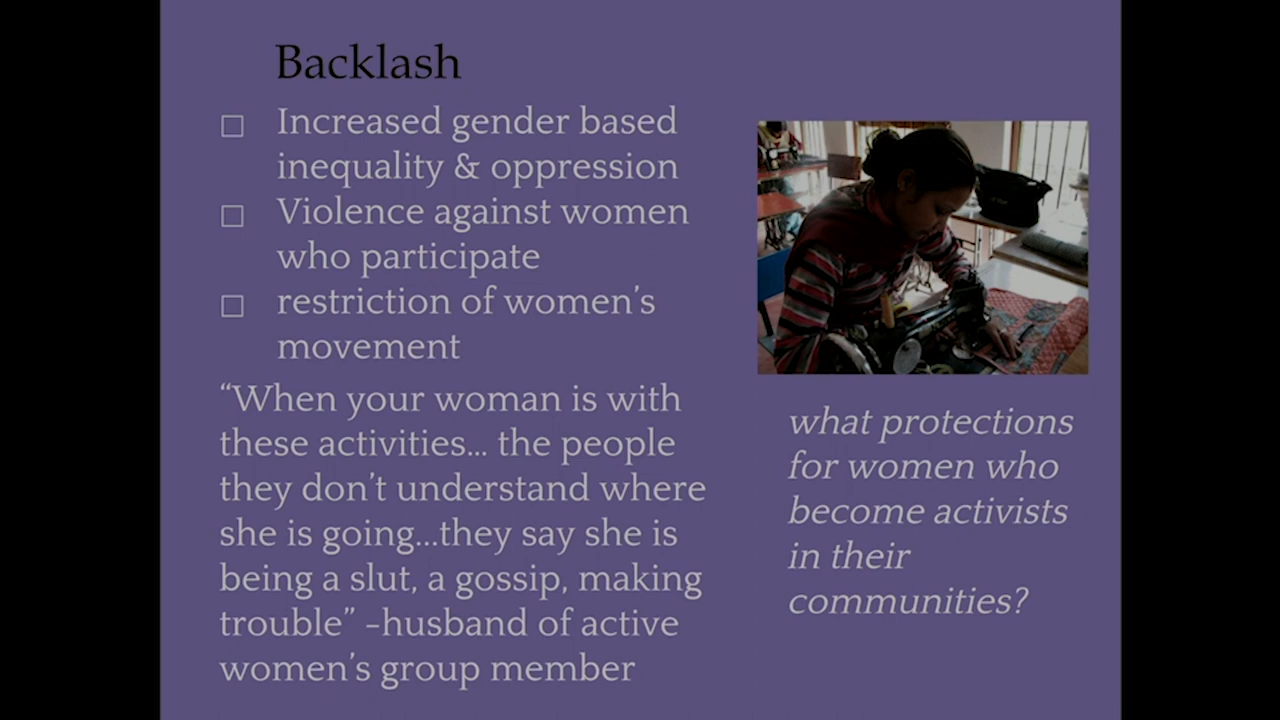 Backlash
□ Increased gender based
inequality & oppression
□ Violence against women
who participate
□ restriction of women’s
movement
“When your woman is with
these activities… the people
they don’t understand where
she is going…they say she is
being a slut, a gossip, making
trouble” –husband of active
women’s group member
what protections
for women who
become activists
in their
communities?